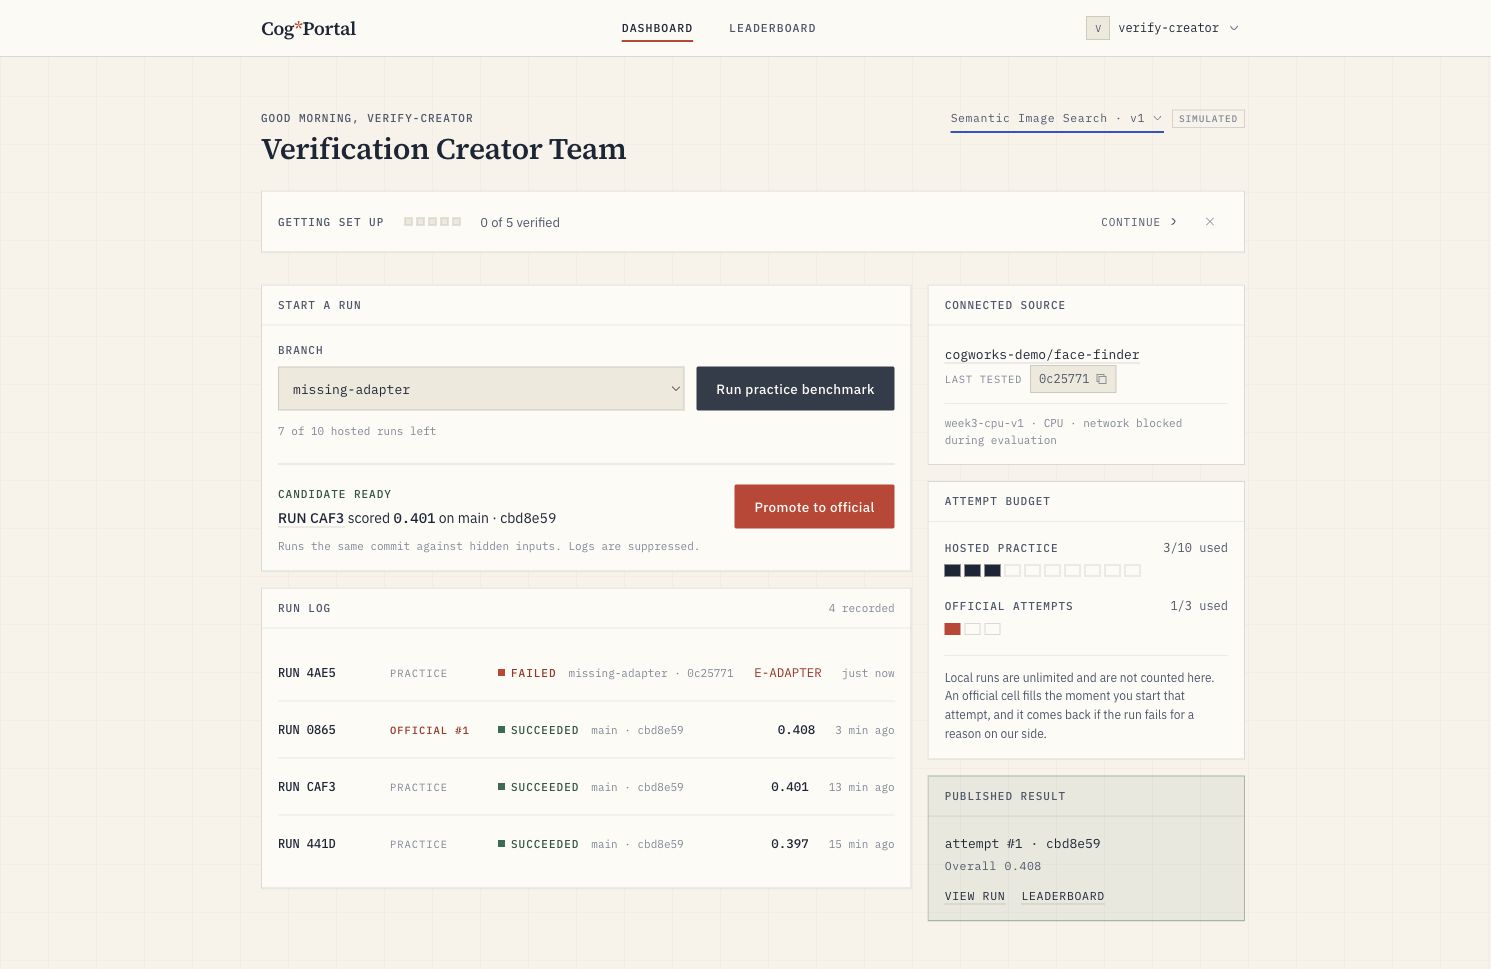 Cog*Portal
DASHBOARD
LEADERBOARD
V
verify-creator
GOOD MORNING, VERIFY-CREATOR
Verification Creator Team
Semantic Image Search · v1
SIMULATED
GETTING SET UP
0 of 5 verified
CONTINUE
START A RUN
BRANCH
missing-adapter
Run practice benchmark
7 of 10 hosted runs left
CANDIDATE READY
RUN CAF3 scored 0.401 on main · cbd8e59
Promote to official
Runs the same commit against hidden inputs. Logs are suppressed.
RUN LOG
4 recorded
RUN 4AE5 PRACTICE FAILED missing-adapter · 0c25771 E-ADAPTER just now
RUN 0865 OFFICIAL #1 SUCCEEDED main · cbd8e59 0.408 3 min ago
RUN CAF3 PRACTICE SUCCEEDED main · cbd8e59 0.401 13 min ago
RUN 441D PRACTICE SUCCEEDED main · cbd8e59 0.397 15 min ago
CONNECTED SOURCE
cogworks-demo/face-finder
LAST TESTED 0c25771
week3-cpu-v1 · CPU · network blocked
during evaluation
ATTEMPT BUDGET
HOSTED PRACTICE 3/10 used
OFFICIAL ATTEMPTS 1/3 used
Local runs are unlimited and are not counted here.
An official cell fills the moment you start that
attempt, and it comes back if the run fails for a
reason on our side.
PUBLISHED RESULT
attempt #1 · cbd8e59
Overall 0.408
VIEW RUN LEADERBOARD